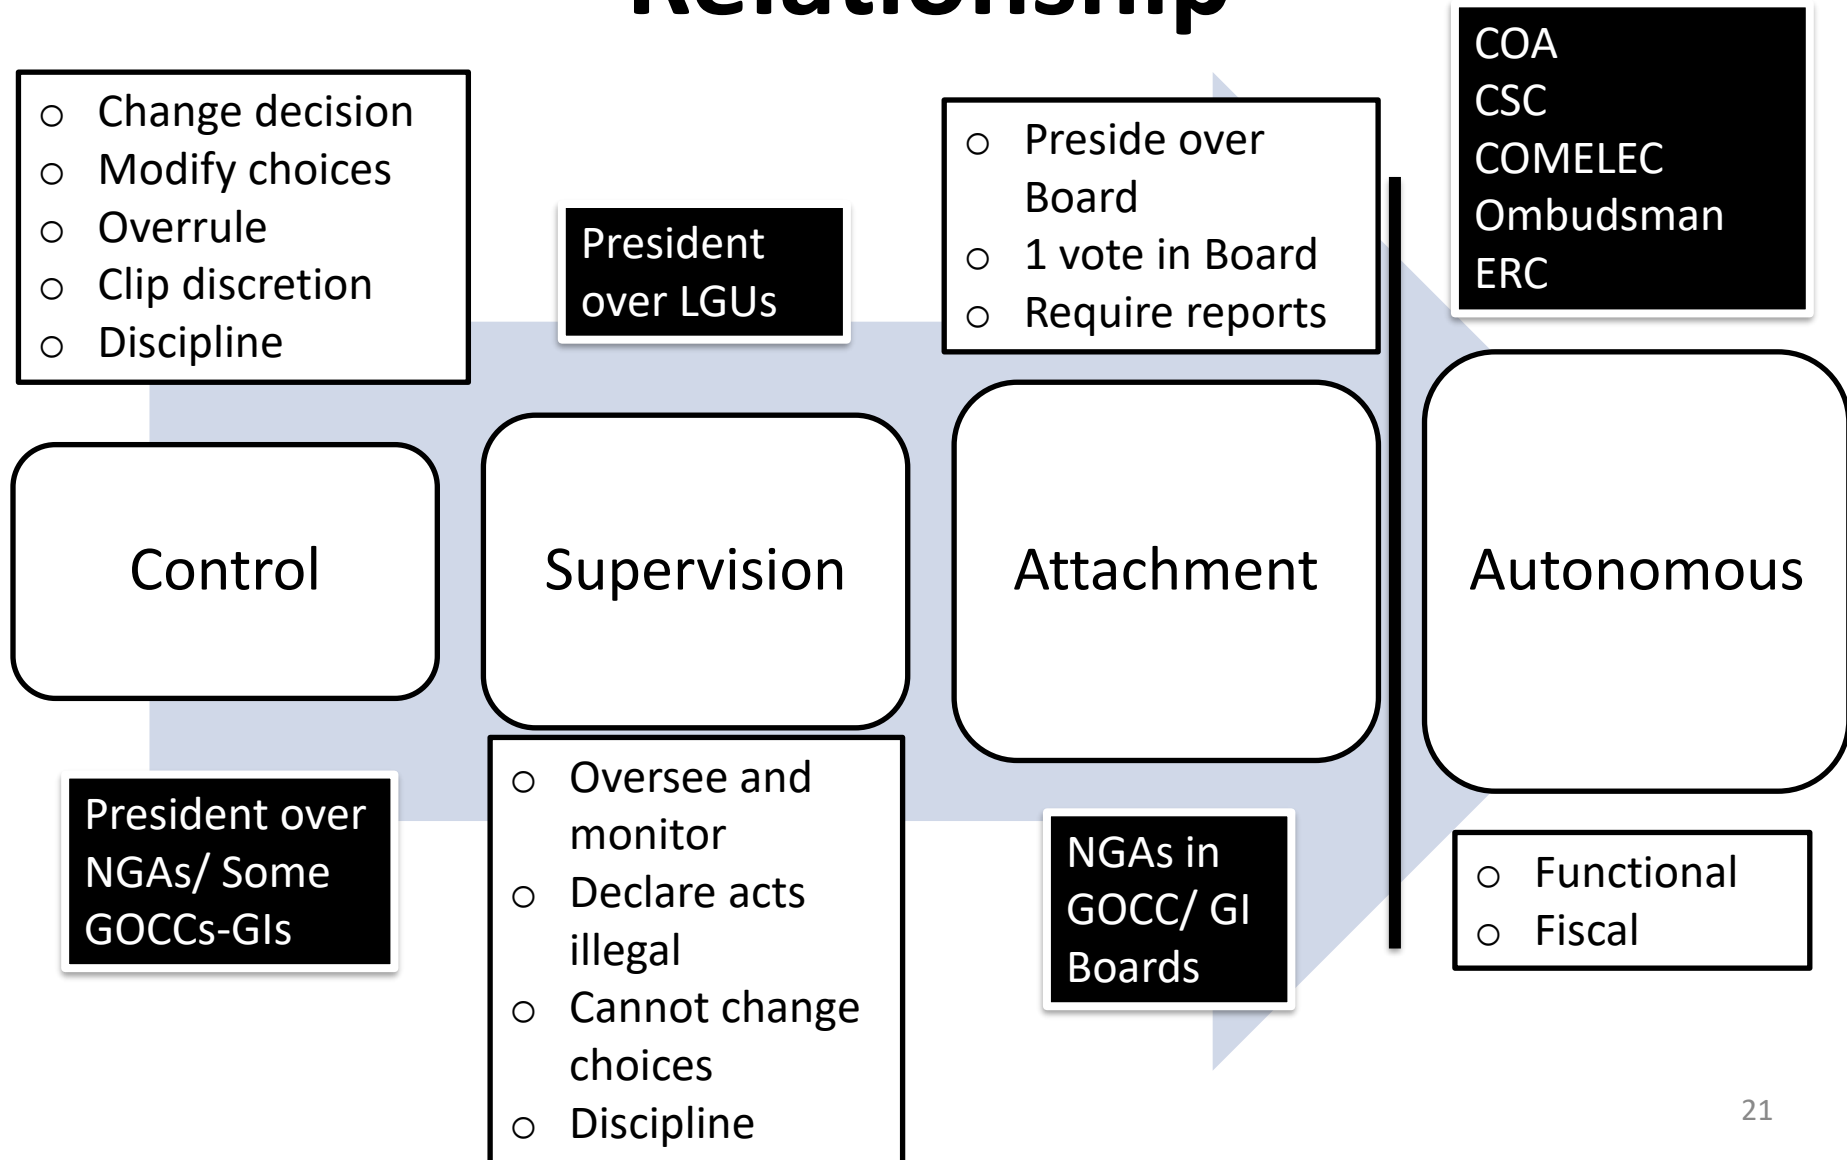 Relationship
○ Change decision
○ Modify choices
○ Overrule
○ Clip discretion
○ Discipline
President
over LGUs
○ Preside over
Board
○ 1 vote in Board
○ Require reports
COA
CSC
COMELEC
Ombudsman
ERC
Control
Supervision
Attachment
Autonomous
President over
NGAs/ Some
GOCCs-GIs
○ Oversee and
monitor
○ Declare acts
illegal
○ Cannot change
choices
○ Discipline
NGAs in
GOCC/ GI
Boards
○ Functional
○ Fiscal
21